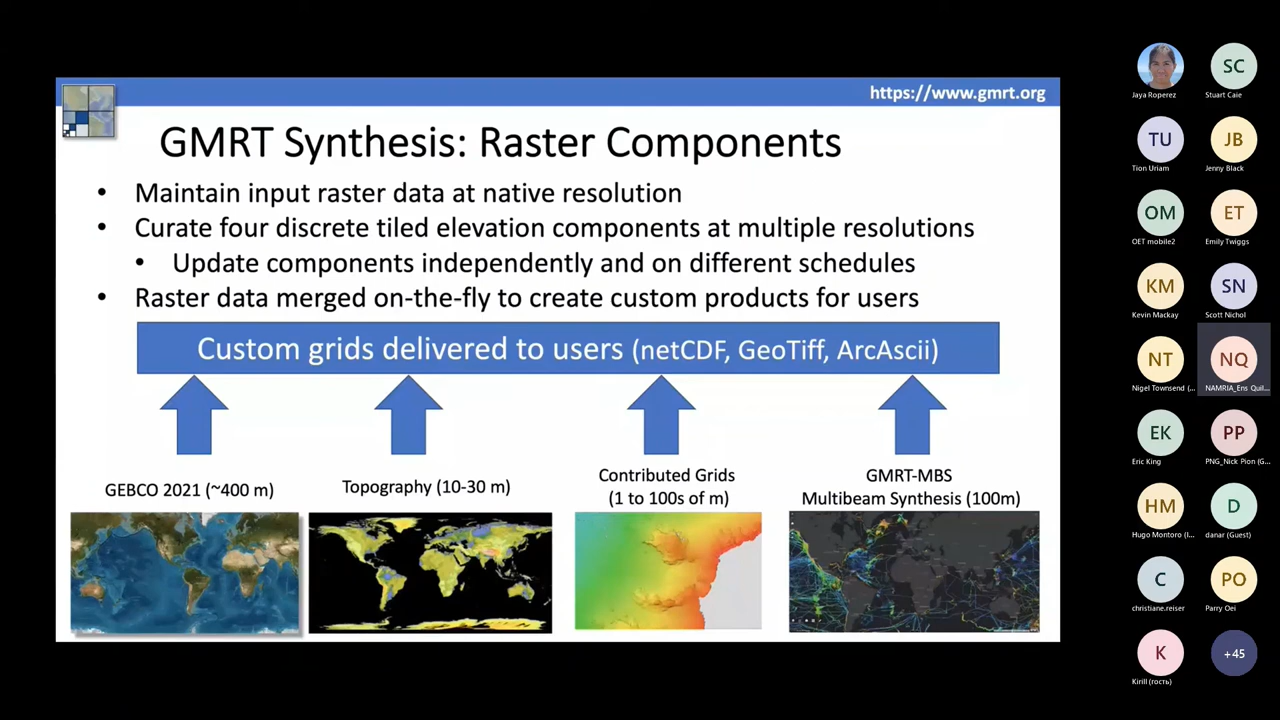 https://www.gmrt.org
GMRT Synthesis: Raster Components
• Maintain input raster data at native resolution
• Curate four discrete tiled elevation components at multiple resolutions
• Update components independently and on different schedules
• Raster data merged on-the-fly to create custom products for users
Custom grids delivered to users (netCDF, GeoTiff, ArcAscii)
GEBCO 2021 (~400 m)
Topography (10-30 m)
Contributed Grids
(1 to 100s of m)
GMRT-MBS
Multibeam Synthesis (100m)
Jaya Roperez
SC
Stuart Caie
TU
Tion Uriam
JB
Jenny Black
OM
OET mobile2
ET
Emily Twiggs
KM
Kevin Mackay
SN
Scott Nichol
NT
Nigel Townsend (...
NQ
NAMRIA_Ens Quil...
EK
Eric King
PP
PNG_Nick Pion (G...
HM
Hugo Montoro (I...
D
danar (Guest)
C
christiane.reiser
PO
Parry Oei
K
Kirill (гость)
+45